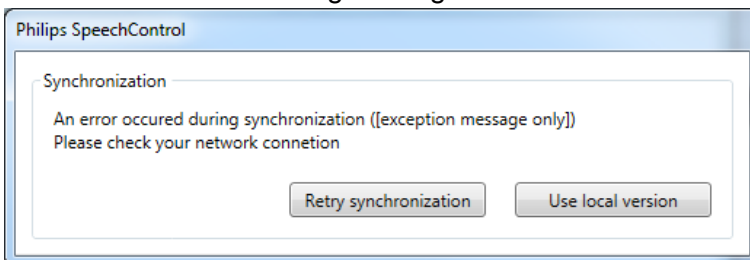 Philips SpeechControl
Synchronization
An error occured during synchronization ([exception message only])
Please check your network connetion
Retry synchronization Use local version